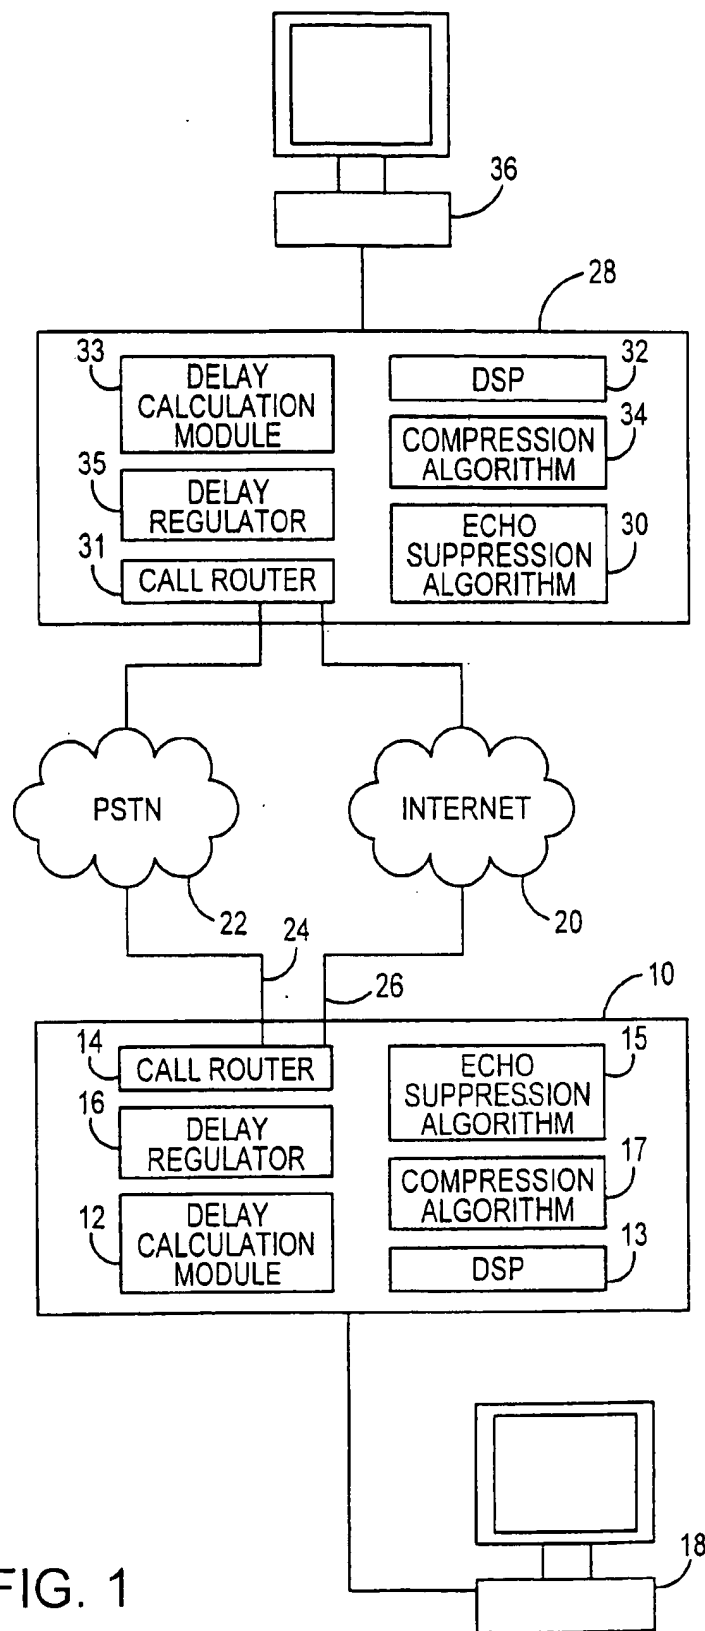 36
28
33
DELAY
CALCULATION
MODULE
DSP
32
COMPRESSION
ALGORITHM
34
35
DELAY
REGULATOR
ECHO
SUPPRESSION
ALGORITHM
30
31
CALL ROUTER
PSTN
INTERNET
22
20
24
26
10
14
CALL ROUTER
ECHO
SUPPRESSION
ALGORITHM
15
16
DELAY
REGULATOR
COMPRESSION
ALGORITHM
17
12
DELAY
CALCULATION
MODULE
DSP
13
18
FIG. 1